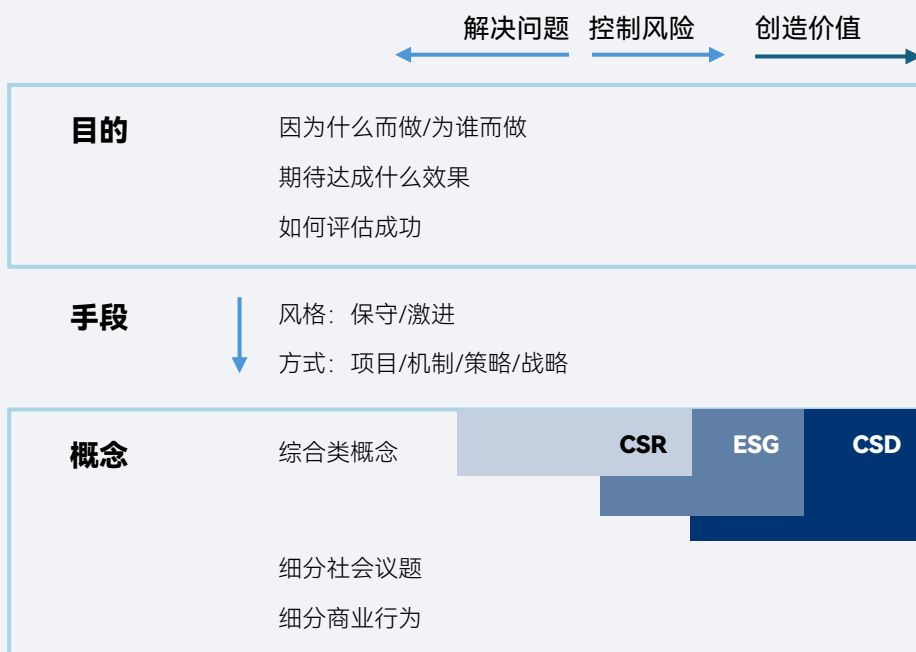 解决问题 控制风险 创造价值
目的
因为什么而做/为谁而做
期待达成什么效果
如何评估成功
手段
风格：保守/激进
方式：项目/机制/策略/战略
概念
综合类概念
CSR ESG CSD
细分社会议题
细分商业行为